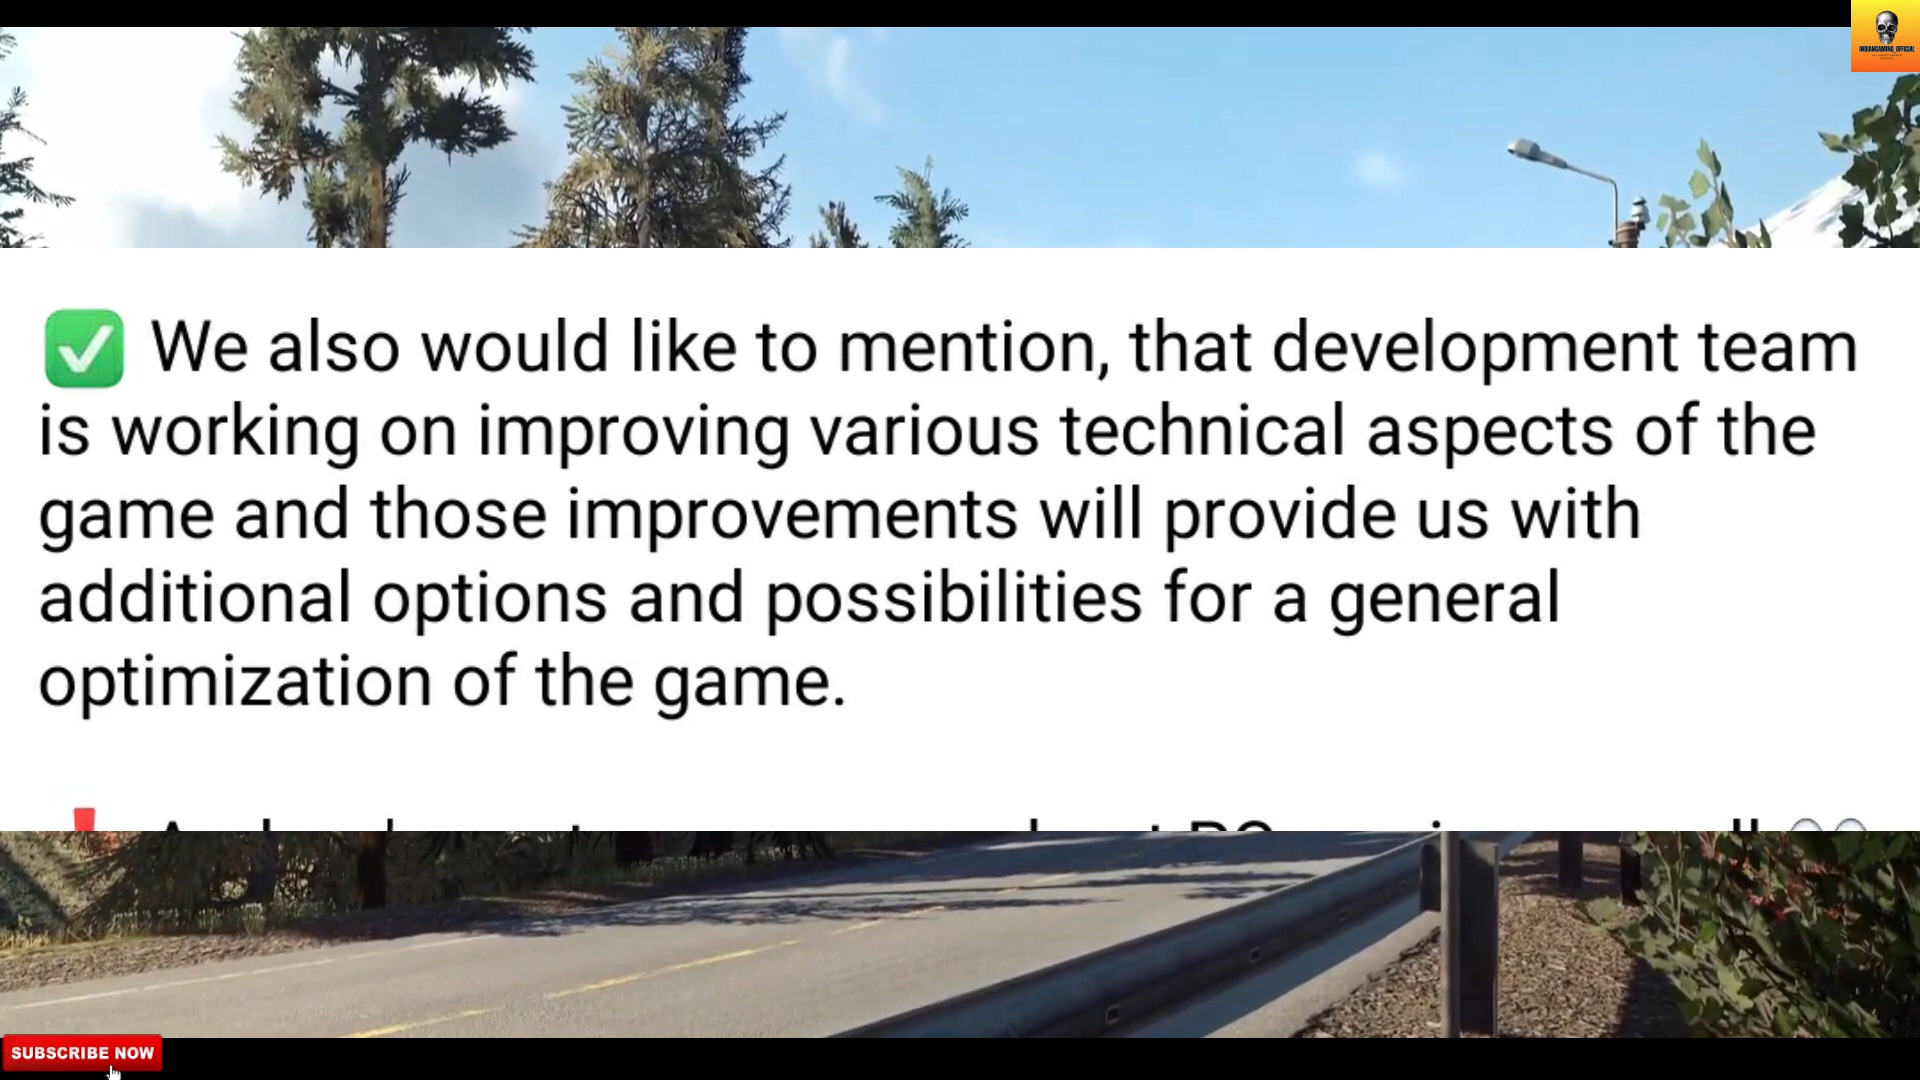 INDIANGAMING_OFFICIAL
✅ We also would like to mention, that development team
is working on improving various technical aspects of the
game and those improvements will provide us with
additional options and possibilities for a general
optimization of the game.
SUBSCRIBE NOW